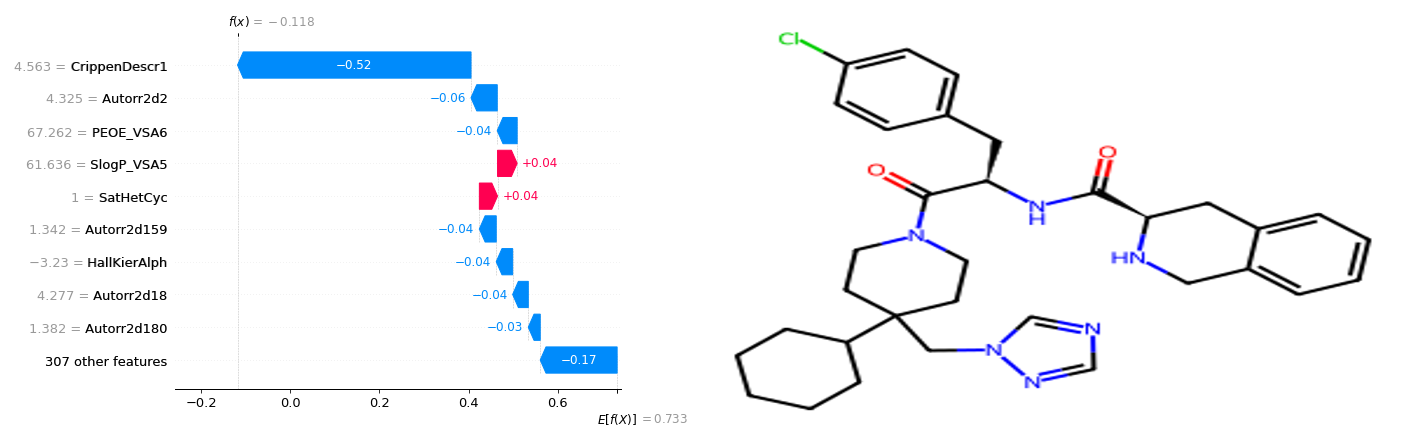 f(x) = −0.118
4.563 = CrippenDescr1
−0.52
4.325 = Autorr2d2
−0.06
67.262 = PEOE_VSA6
−0.04
61.636 = SlogP_VSA5
+0.04
1 = SatHetCyc
+0.04
1.342 = Autorr2d159
−0.04
−3.23 = HallKierAlph
−0.04
4.277 = Autorr2d18
−0.04
1.382 = Autorr2d180
−0.03
307 other features
−0.17
−0.2 0.0 0.2 0.4 0.6
E[f(X)] = 0.733
Cl
O
O
N
H
N
HN
N
N
N